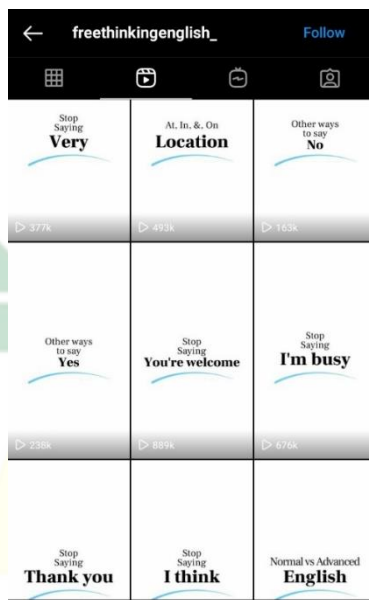 freethinkingenglish_
Follow
Stop
Saying
Very
377k
At, In, &, On
Location
493k
Other ways
to say
No
163k
Other ways
to say
Yes
238k
Stop
Saying
You're welcome
889k
Stop
Saying
I'm busy
676k
Stop
Saying
Thank you
Stop
Saying
I think
Normal vs Advanced
English